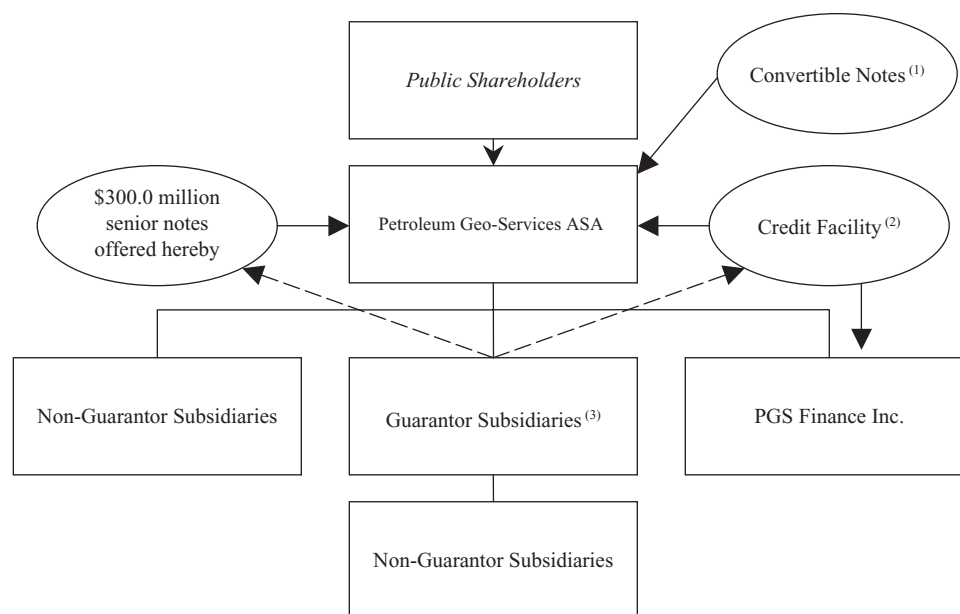 Public Shareholders
Convertible Notes (1)
$300.0 million
senior notes
offered hereby
Petroleum Geo-Services ASA
Credit Facility (2)
Non-Guarantor Subsidiaries
Guarantor Subsidiaries (3)
PGS Finance Inc.
Non-Guarantor Subsidiaries